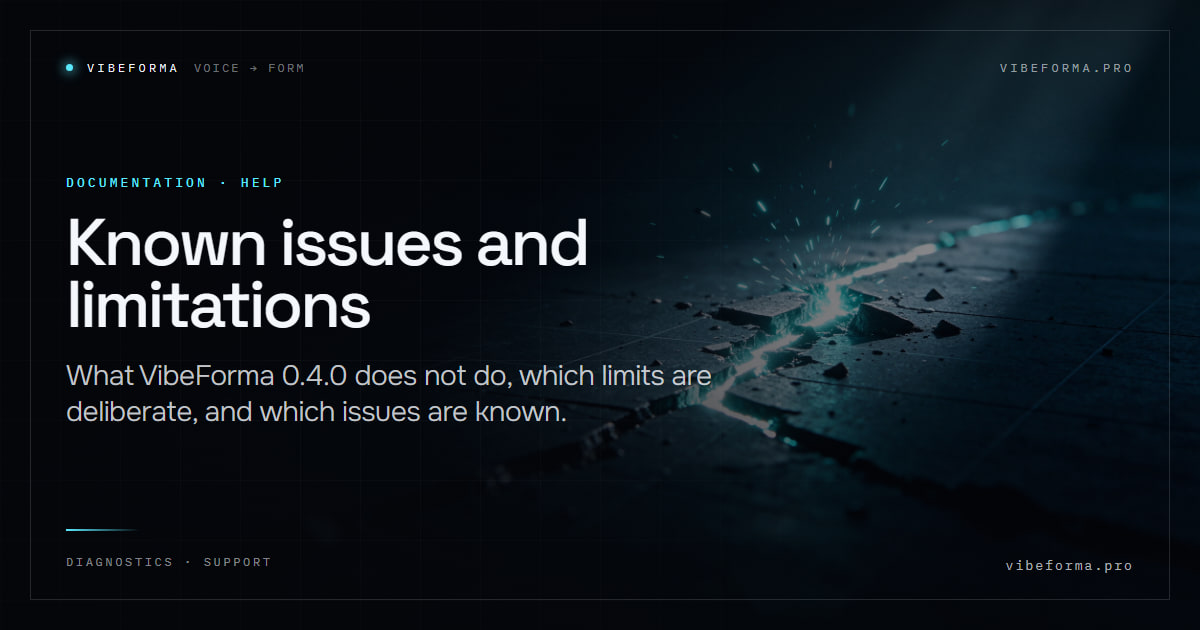 VIBEFORMA VOICE → FORM
VIBEFORMA.PRO
DOCUMENTATION · HELP
Known issues and
limitations
What VibeForma 0.4.0 does not do, which limits are
deliberate, and which issues are known.
DIAGNOSTICS · SUPPORT
vibeforma.pro